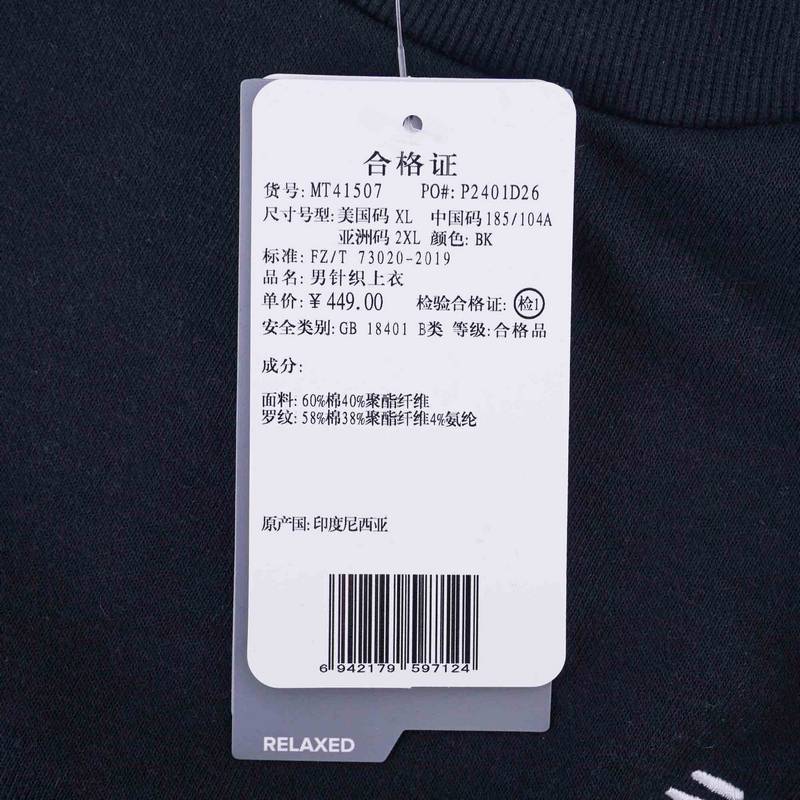 合格证
货号: MT41507 PO#: P2401D26
尺寸号型: 美国码 XL 中国码 185/104A
亚洲码 2XL 颜色: BK
标准: FZ/T 73020-2019
品名: 男针织上衣
单价: ¥ 449.00 检验合格证: 检1
安全类别: GB 18401 B类 等级: 合格品
成分:
面料: 60%棉40%聚酯纤维
罗纹: 58%棉38%聚酯纤维4%氨纶
原产国: 印度尼西亚
6 942179 597124
RELAXED